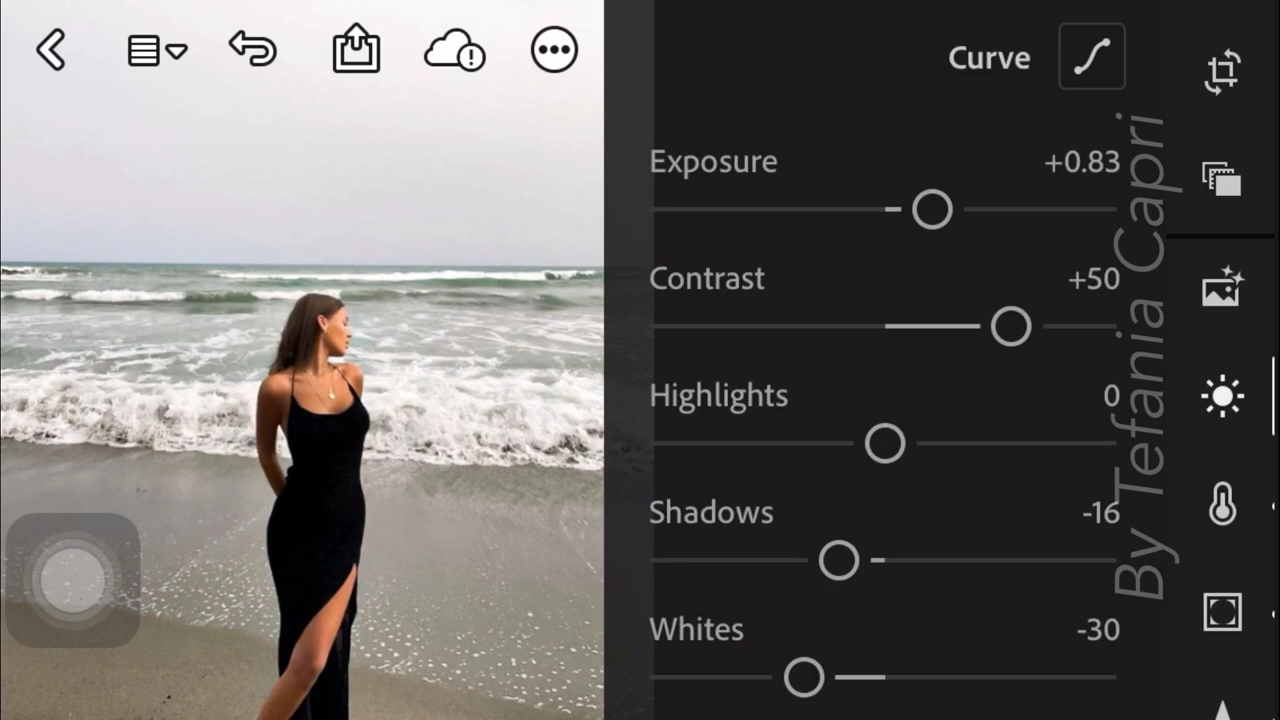 Curve
Exposure +0.83
Contrast +50
Highlights 0
Shadows -16
Whites -30
By Tefania Capri